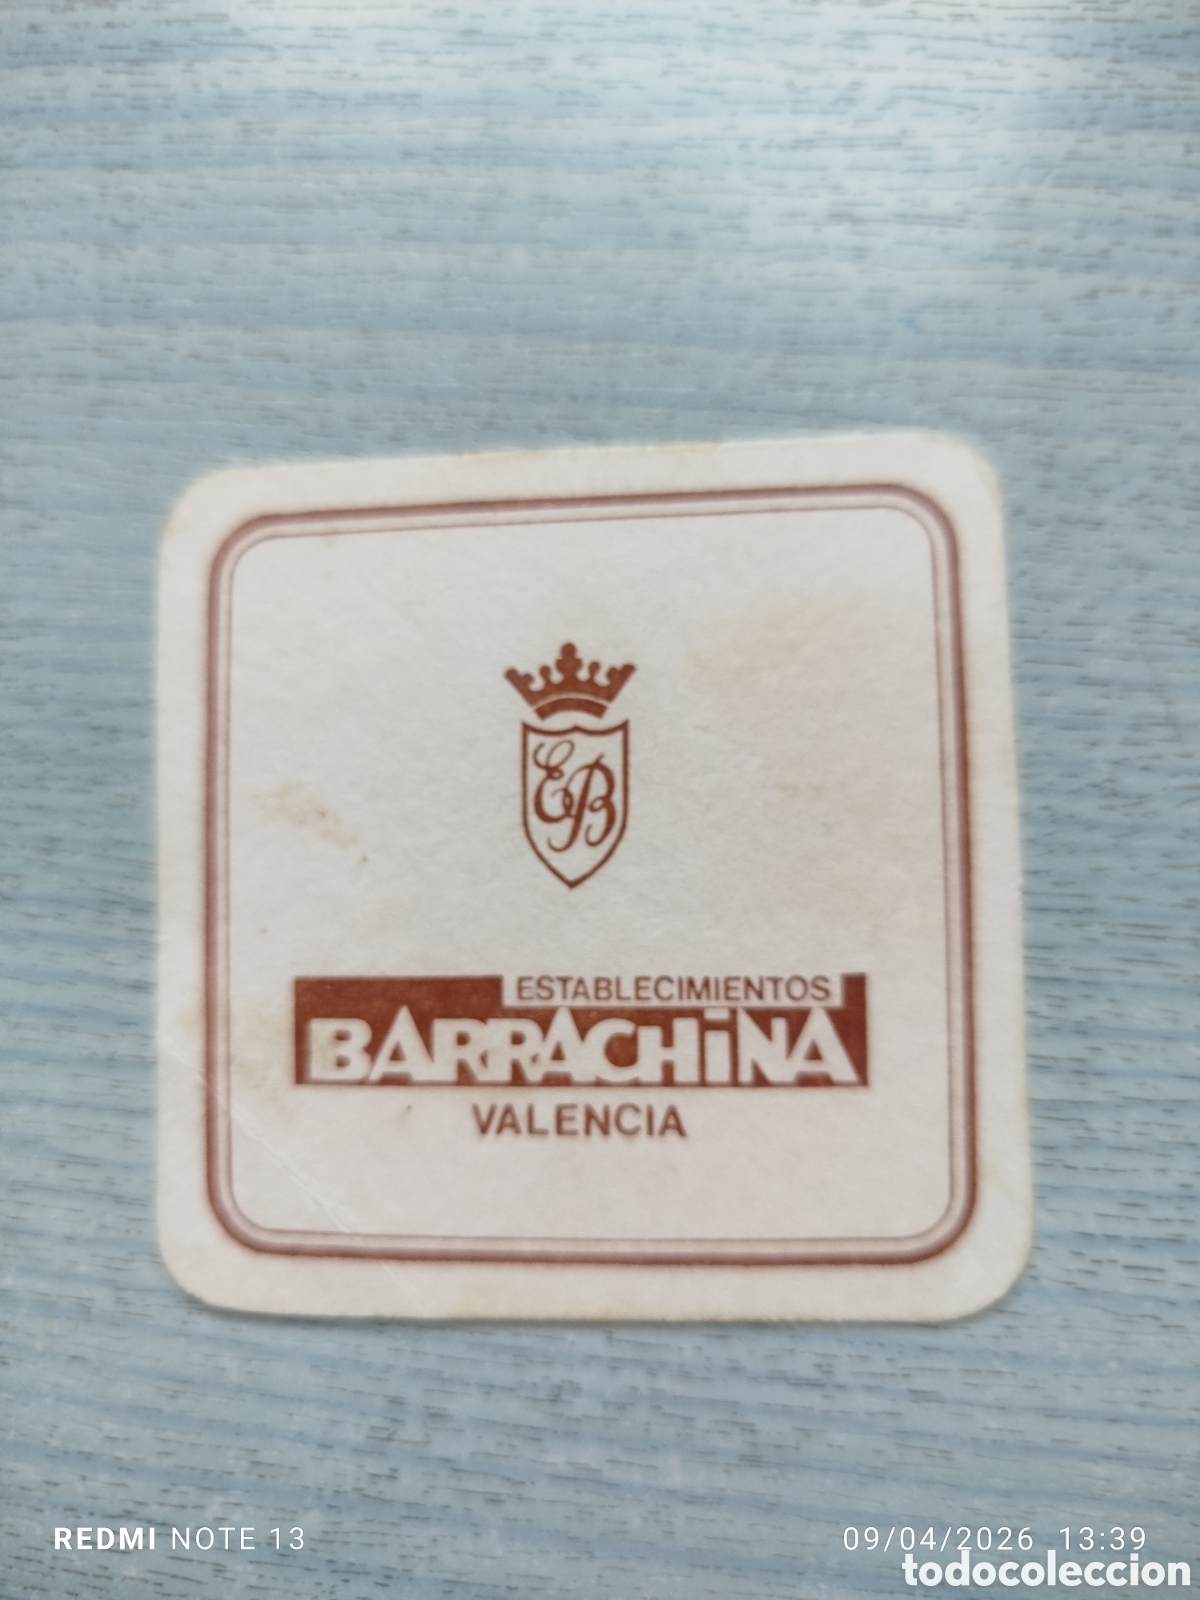 EB
ESTABLECIMIENTOS
BARRACHiNA
VALENCIA
REDMI NOTE 13
09/04/2026 13:39
todocoleccion